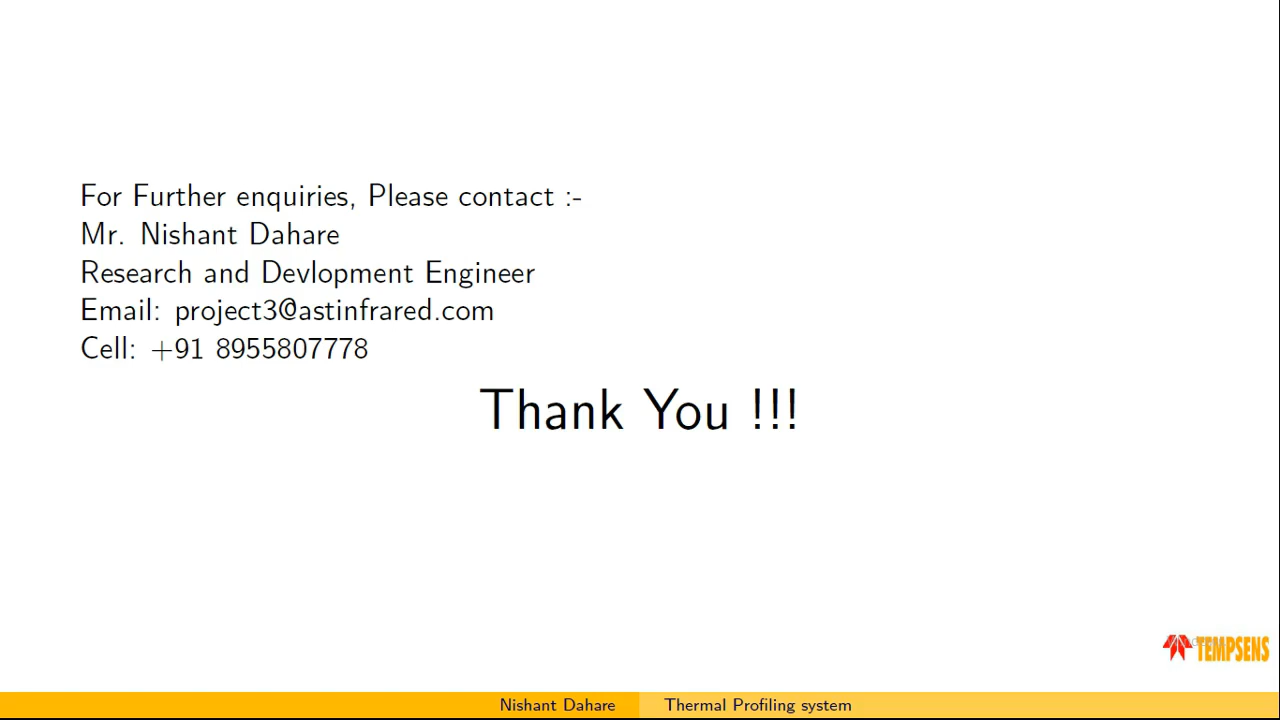 For Further enquiries, Please contact :-
Mr. Nishant Dahare
Research and Devlopment Engineer
Email: project3@astinfrared.com
Cell: +91 8955807778
Thank You !!!
TEMPSENS
Nishant Dahare Thermal Profiling system